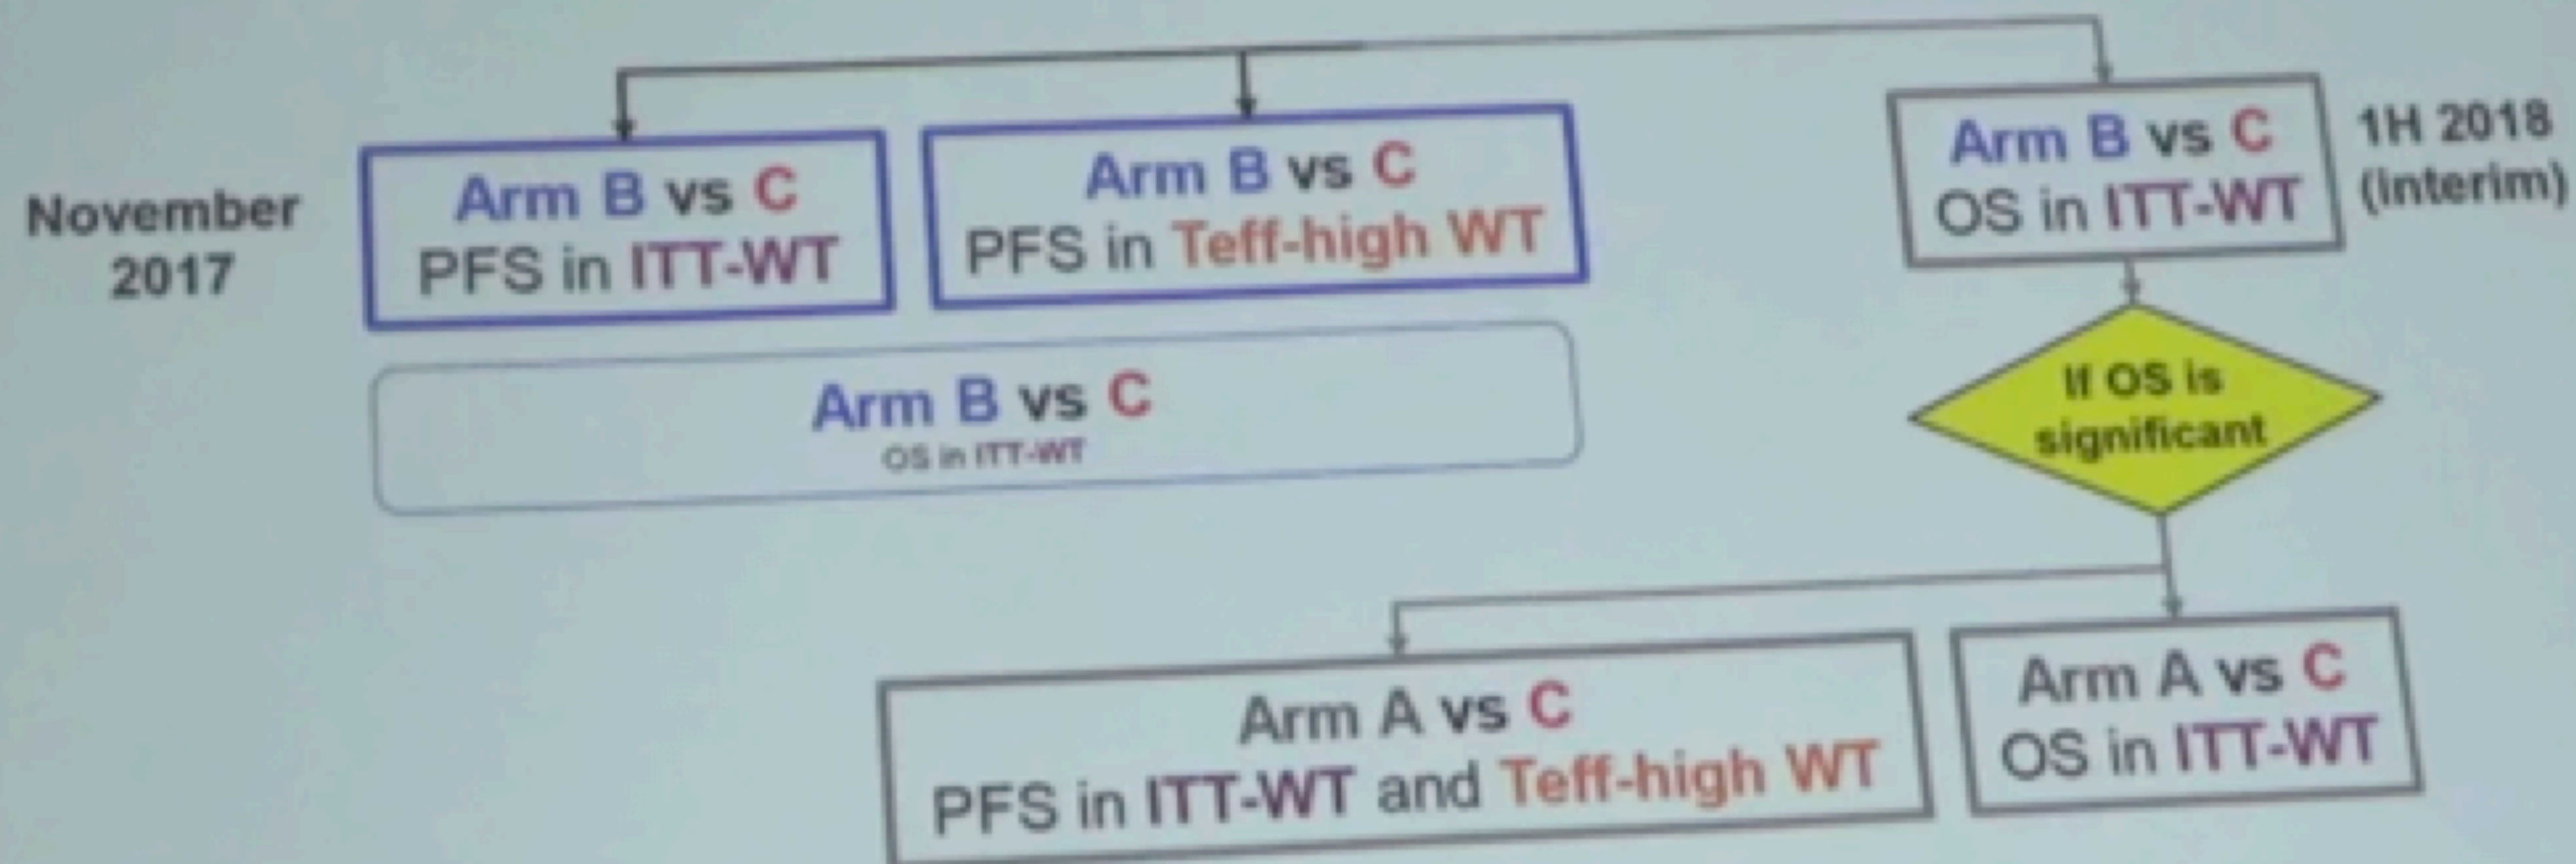 November
2017
Arm B vs C
PFS in ITT-WT
Arm B vs C
PFS in Teff-high WT
Arm B vs C
OS in ITT-WT
1H 2018
(interim)
Arm B vs C
OS in ITT-WT
If OS is
significant
Arm A vs C
PFS in ITT-WT and Teff-high WT
Arm A vs C
OS in ITT-WT